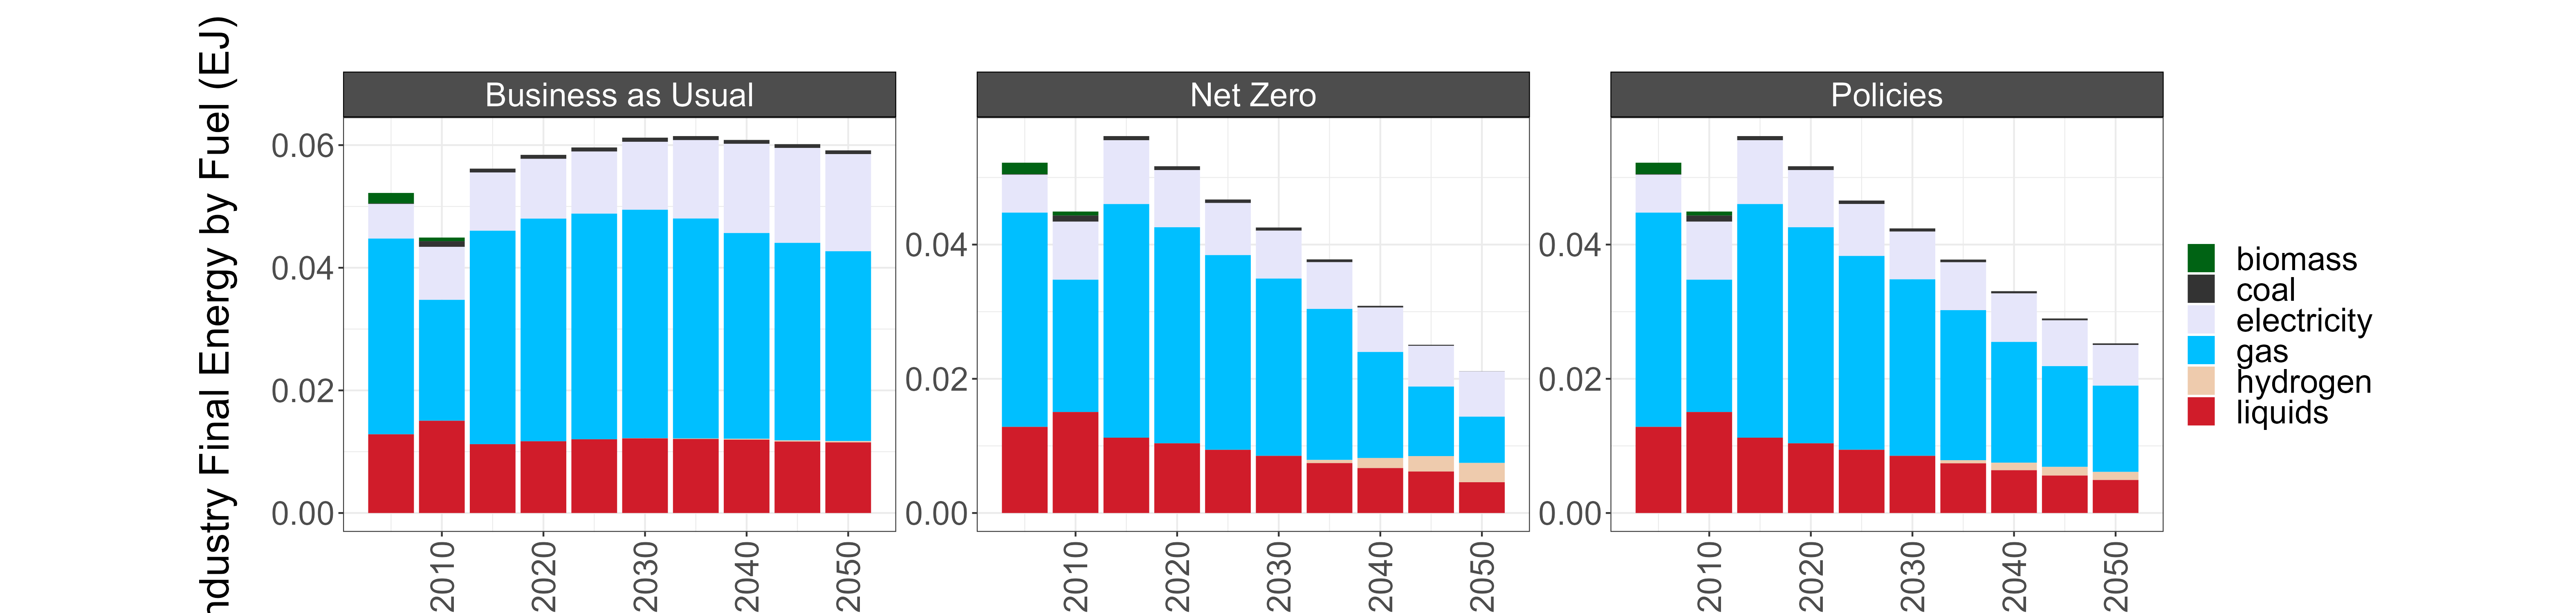 ndustry Final Energy by Fuel (EJ)
Business as Usual
Net Zero
Policies
0.06
0.04
0.02
0.00
0.04
0.02
0.00
0.04
0.02
0.00
2010 2020 2030 2040 2050
2010 2020 2030 2040 2050
2010 2020 2030 2040 2050
biomass
coal
electricity
gas
hydrogen
liquids